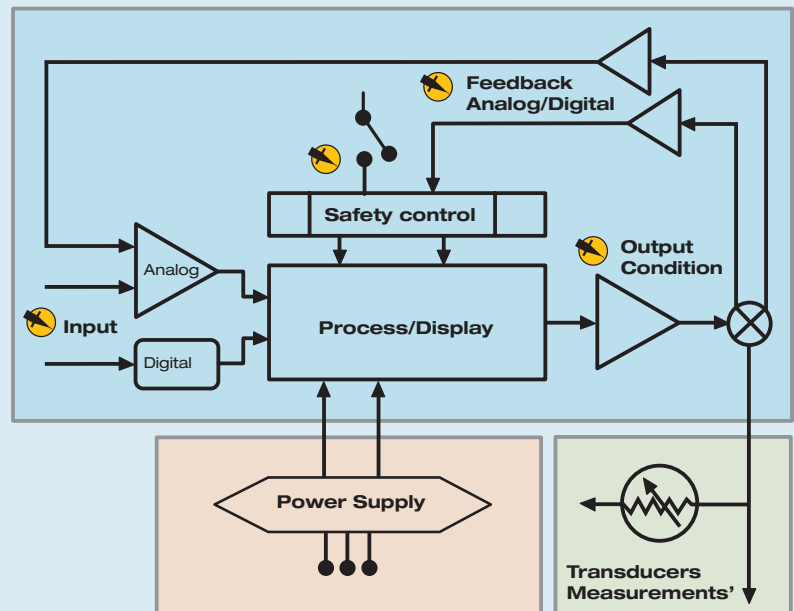 Feedback
Analog/Digital
Safety control
Output
Condition
Analog
Input
Process/Display
Digital
Power Supply
Transducers
Measurements’